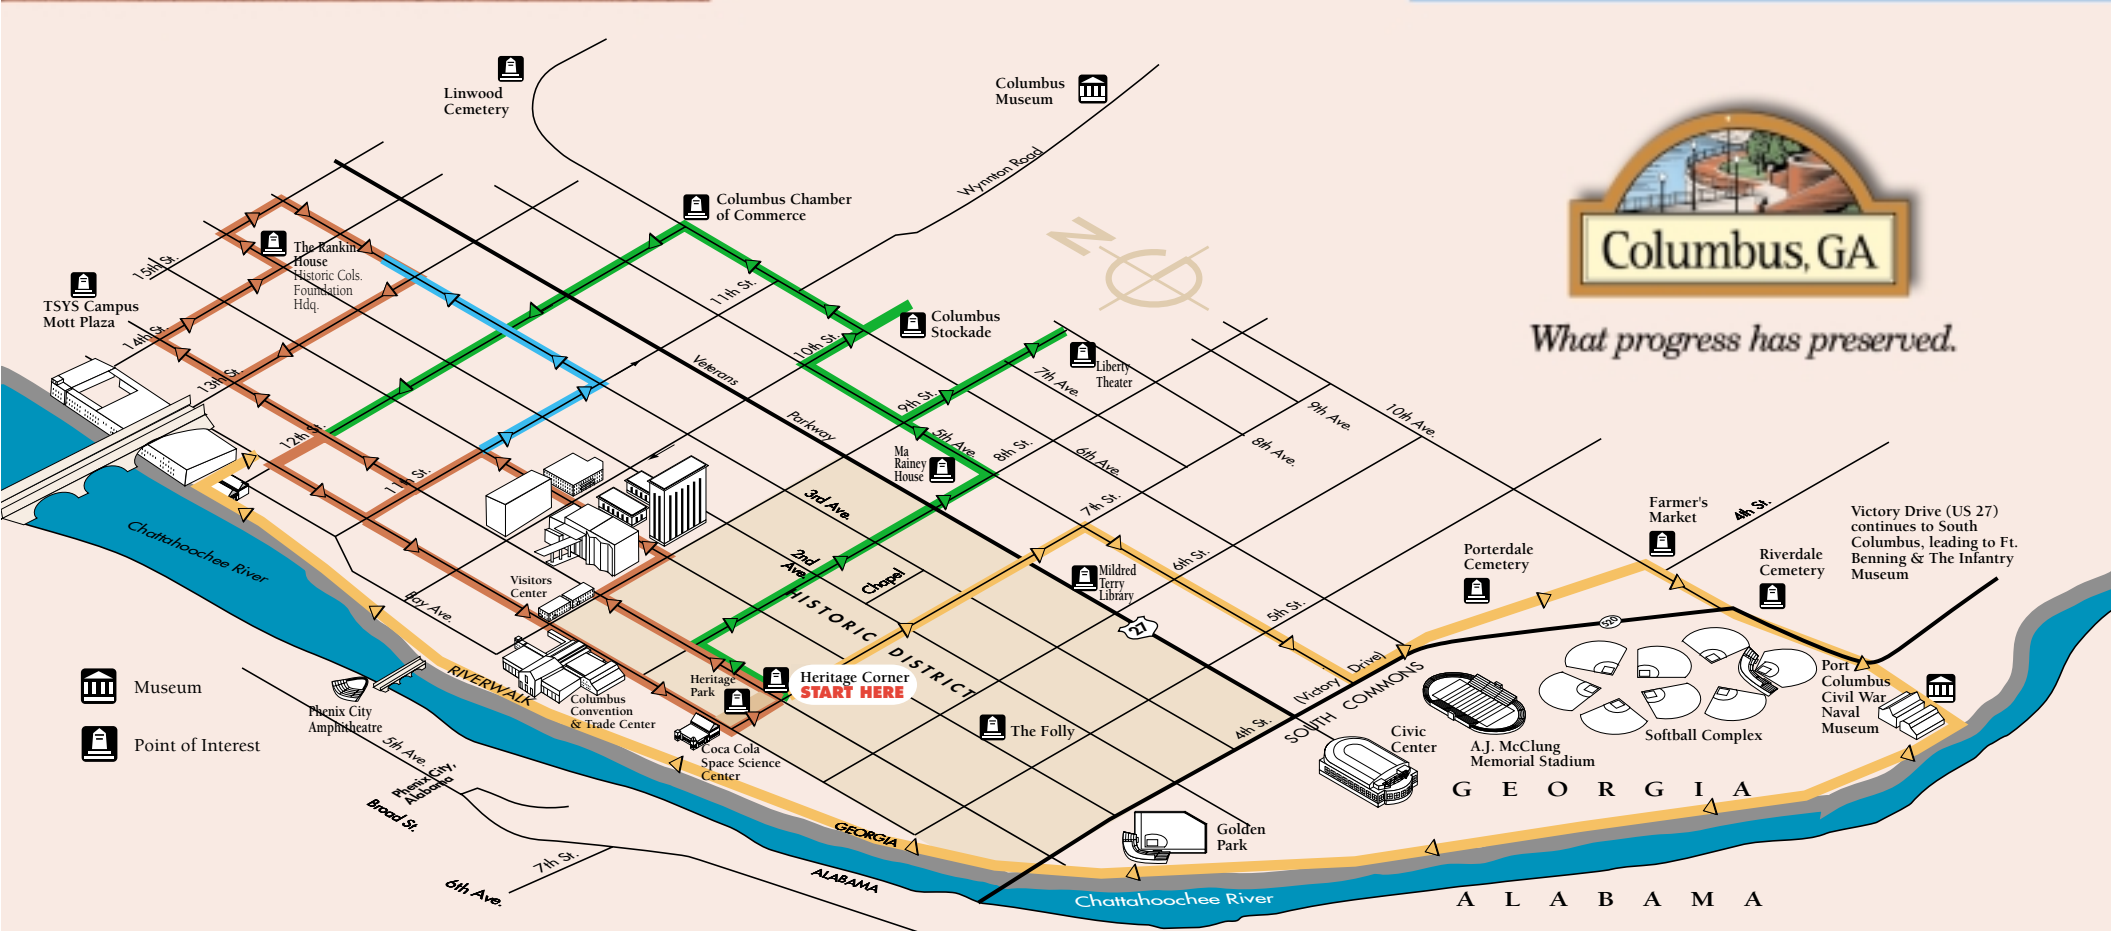 Linwood
Cemetery
Columbus
Museum
Wynnton Road
Columbus Chamber
of Commerce
Columbus, GA
What progress has preserved.
The Rankin
House
Historic Cols.
Foundation
Hdq.
15th St.
TSYS Campus
Mott Plaza
14th St.
13th St.
12th St.
11th St.
11th St.
10th St.
9th St.
8th St.
7th St.
6th St.
5th St.
4th St.
4th St.
Columbus
Stockade
Liberty
Theater
7th Ave.
5th Ave.
6th Ave.
8th Ave.
9th Ave.
10th Ave.
Veterans
Parkway
Ma
Rainey
House
3rd Ave.
2nd
Ave.
Chapel
HISTORIC
DISTRICT
Mildred
Terry
Library
27
520
Farmer's
Market
Porterdale
Cemetery
Riverdale
Cemetery
Victory Drive (US 27)
continues to South
Columbus, leading to Ft.
Benning & The Infantry
Museum
Chattahoochee River
Bay Ave.
Visitors
Center
RIVERWALK
Columbus
Convention
& Trade Center
Heritage
Park
Heritage Corner
START HERE
Coca Cola
Space Science
Center
The Folly
(Victory Drive)
SOUTH COMMONS
Civic
Center
A.J. McClung
Memorial Stadium
Softball Complex
Port
Columbus
Civil War
Naval
Museum
GEORGIA
Golden
Park
Museum
Point of Interest
Phenix City
Amphitheatre
5th Ave.
Phenix City,
Alabama
Broad St.
7th St.
6th Ave.
GEORGIA
ALABAMA
Chattahoochee River
ALABAMA
N